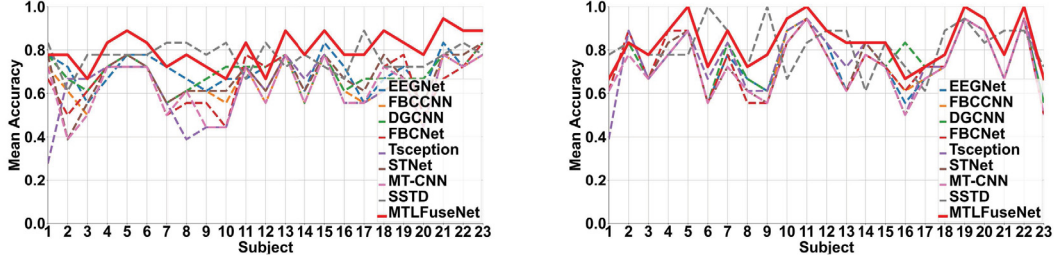 1.0
0.8
0.6
0.4
0.2
0.0
Mean Accuracy
1 2 3 4 5 6 7 8 9 10 11 12 13 14 15 16 17 18 19 20 21 22 23
Subject
EEGNet
FBCCNN
DGCNN
FBCNet
Tsception
STNet
MT-CNN
SSTD
MTLFuseNet
1.0
0.8
0.6
0.4
0.2
0.0
Mean Accuracy
1 2 3 4 5 6 7 8 9 10 11 12 13 14 15 16 17 18 19 20 21 22 23
Subject
EEGNet
FBCCNN
DGCNN
FBCNet
Tsception
STNet
MT-CNN
SSTD
MTLFuseNet